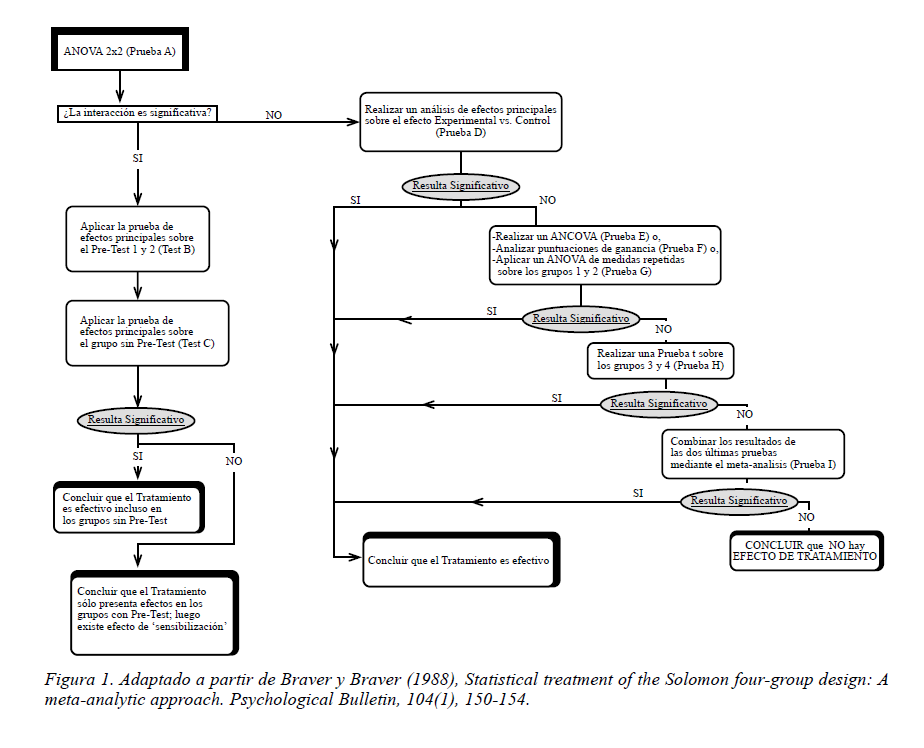 ANOVA 2x2 (Prueba A)
¿La interacción es significativa?
NO
SI
Realizar un análisis de efectos principales
sobre el efecto Experimental vs. Control
(Prueba D)
Resulta Significativo
SI
NO
Aplicar la prueba de
efectos principales sobre
el Pre-Test 1 y 2 (Test B)
-Realizar un ANCOVA (Prueba E) o,
-Analizar puntuaciones de ganancia (Prueba F) o,
-Aplicar un ANOVA de medidas repetidas
sobre los grupos 1 y 2 (Prueba G)
Aplicar la prueba de
efectos principales sobre
el grupo sin Pre-Test (Test C)
SI
Resulta Significativo
NO
Realizar una Prueba t sobre
los grupos 3 y 4 (Prueba H)
SI
Resulta Significativo
NO
Resulta Significativo
SI
NO
Combinar los resultados de
las dos últimas pruebas
mediante el meta-analisis (Prueba I)
SI
Resulta Significativo
NO
Concluir que el Tratamiento
es efectivo incluso en
los grupos sin Pre-Test
CONCLUIR que NO hay
EFECTO DE TRATAMIENTO
Concluir que el Tratamiento es efectivo
Concluir que el Tratamiento
sólo presenta efectos en los
grupos con Pre-Test; luego
existe efecto de ‘sensibilización’
Figura 1. Adaptado a partir de Braver y Braver (1988), Statistical treatment of the Solomon four-group design: A
meta-analytic approach. Psychological Bulletin, 104(1), 150-154.